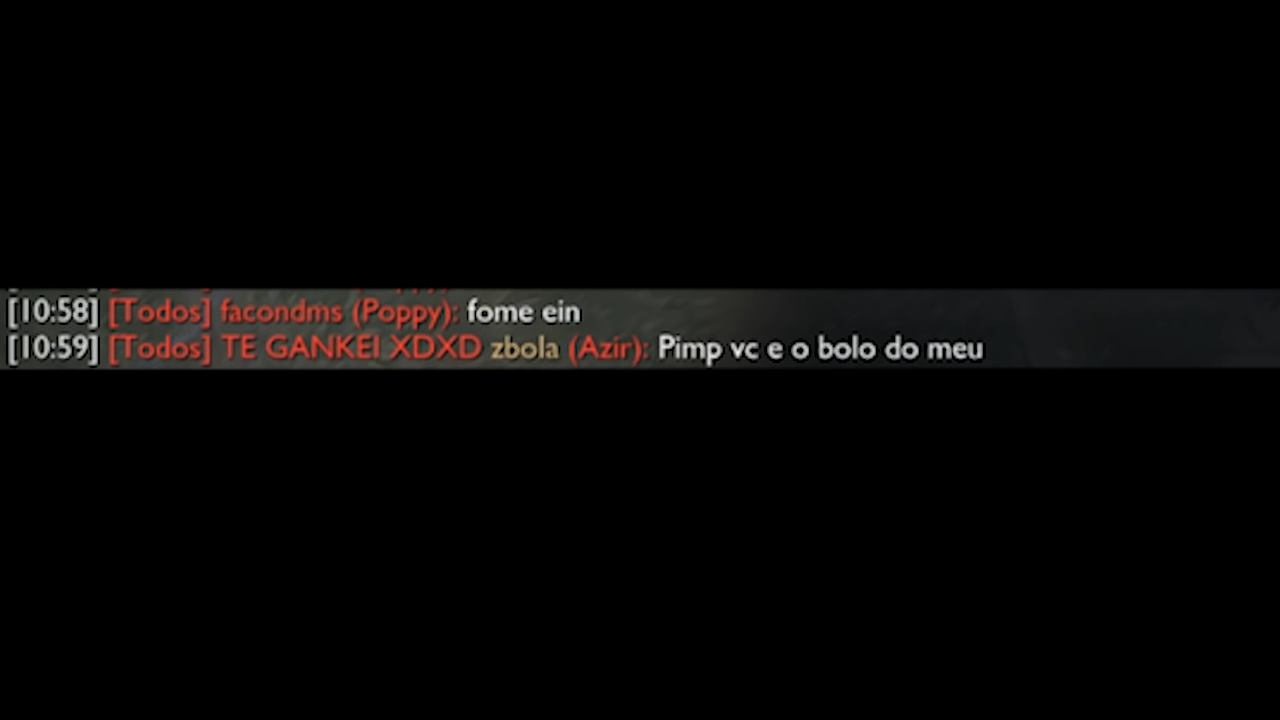 [10:58] [Todos] facondms (Poppy): fome ein
[10:59] [Todos] TE GANKEI XDXD zbola (Azir): Pimp vc e o bolo do meu